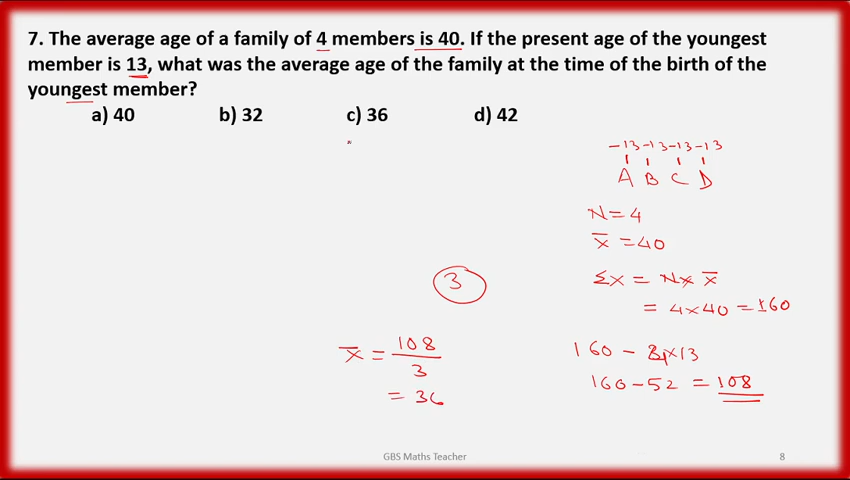 7. The average age of a family of 4 members is 40. If the present age of the youngest
member is 13, what was the average age of the family at the time of the birth of the
youngest member?
a) 40 b) 32 c) 36 d) 42
-13 -13 -13 -13
A B C D
N = 4
x̄ = 40
3
Σx = N × x̄
= 4 × 40 = 160
x̄ = 108/3
= 36
160 - 4 × 13
160 - 52 = 108
GBS Maths Teacher
8